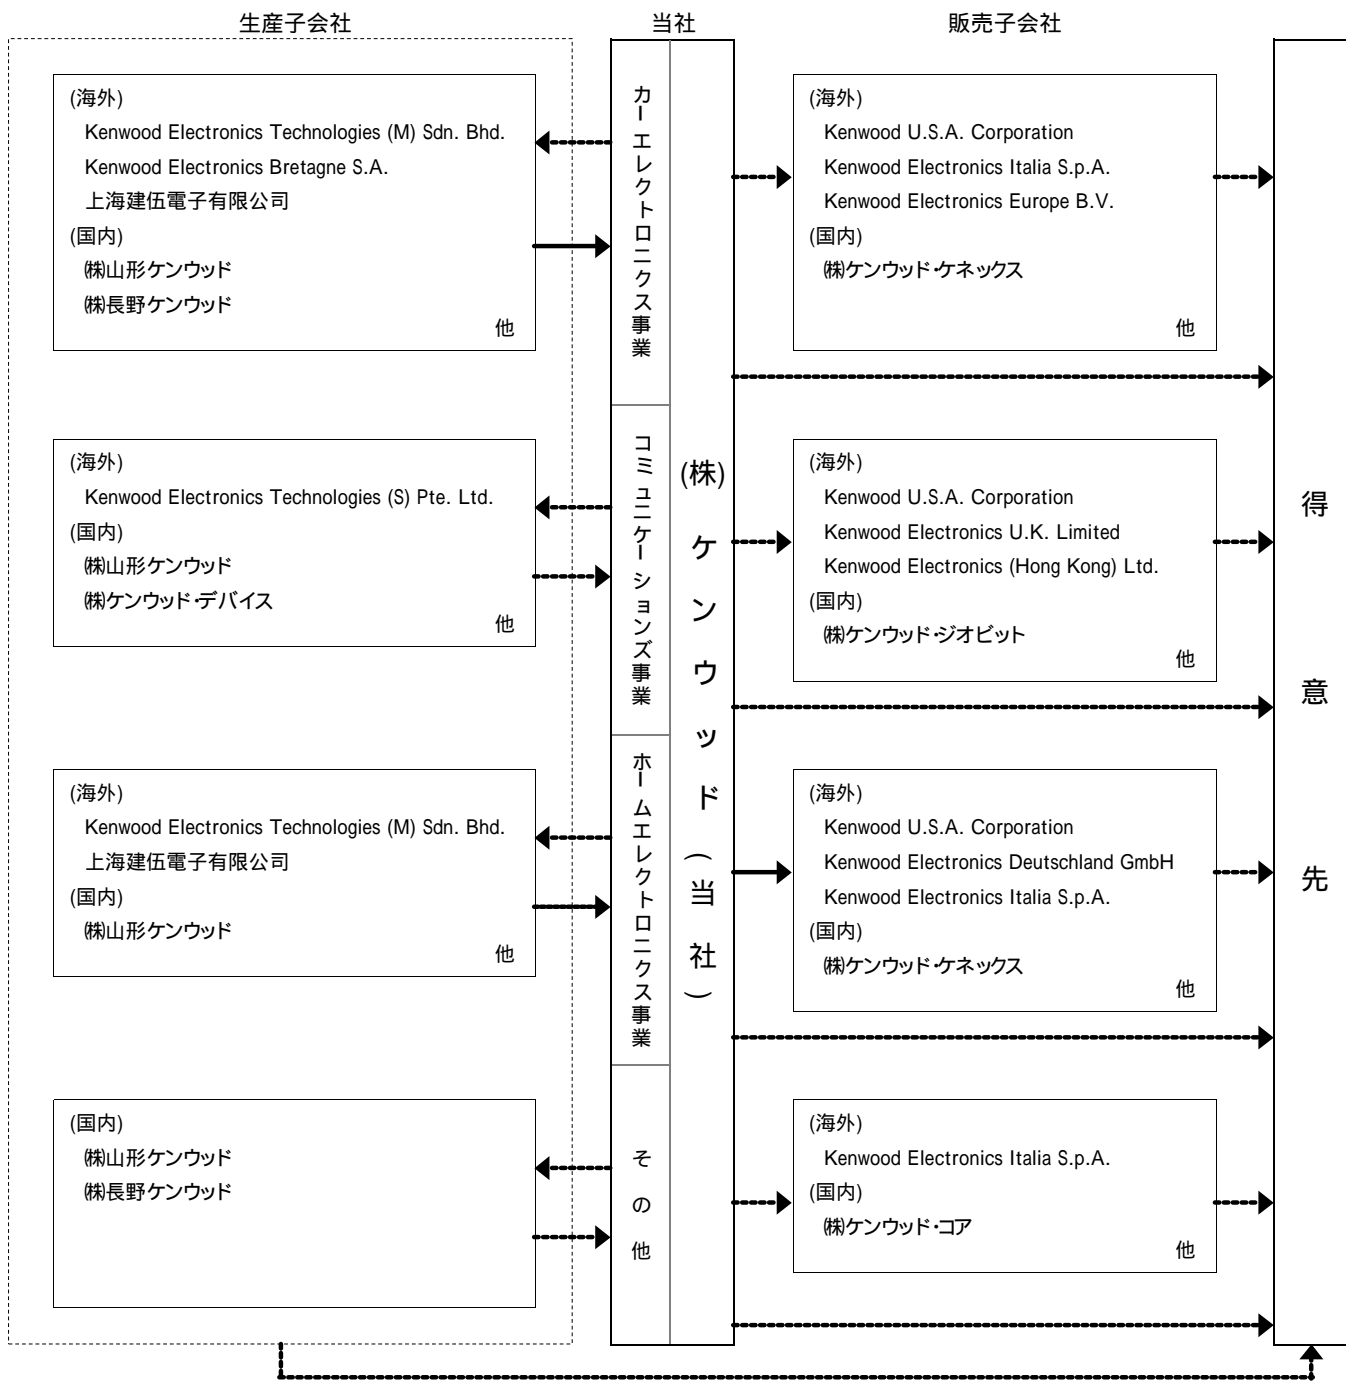 生産子会社
当社
販売子会社
(海外)
Kenwood Electronics Technologies (M) Sdn. Bhd.
Kenwood Electronics Bretagne S.A.
上海建伍電子有限公司
(国内)
㈱山形ケンウッド
㈱長野ケンウッド
他
カーエレクトロニクス事業
(海外)
Kenwood U.S.A. Corporation
Kenwood Electronics Italia S.p.A.
Kenwood Electronics Europe B.V.
(国内)
㈱ケンウッド・ケネックス
他
(海外)
Kenwood Electronics Technologies (S) Pte. Ltd.
(国内)
㈱山形ケンウッド
㈱ケンウッド・デバイス
他
コミュニケーションズ事業
(株)ケンウッド(当社)
(海外)
Kenwood U.S.A. Corporation
Kenwood Electronics U.K. Limited
Kenwood Electronics (Hong Kong) Ltd.
(国内)
㈱ケンウッド・ジオビット
他
得意先
(海外)
Kenwood Electronics Technologies (M) Sdn. Bhd.
上海建伍電子有限公司
(国内)
㈱山形ケンウッド
他
ホームエレクトロニクス事業
(海外)
Kenwood U.S.A. Corporation
Kenwood Electronics Deutschland GmbH
Kenwood Electronics Italia S.p.A.
(国内)
㈱ケンウッド・ケネックス
他
(国内)
㈱山形ケンウッド
㈱長野ケンウッド
その他
(海外)
Kenwood Electronics Italia S.p.A.
(国内)
㈱ケンウッド・コア
他